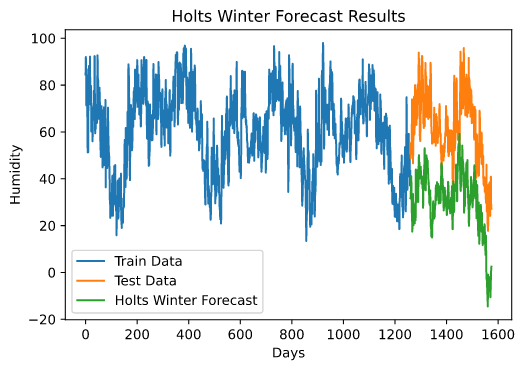 Holts Winter Forecast Results
Humidity
100
80
60
40
20
0
−20
0 200 400 600 800 1000 1200 1400 1600
Days
Train Data
Test Data
Holts Winter Forecast